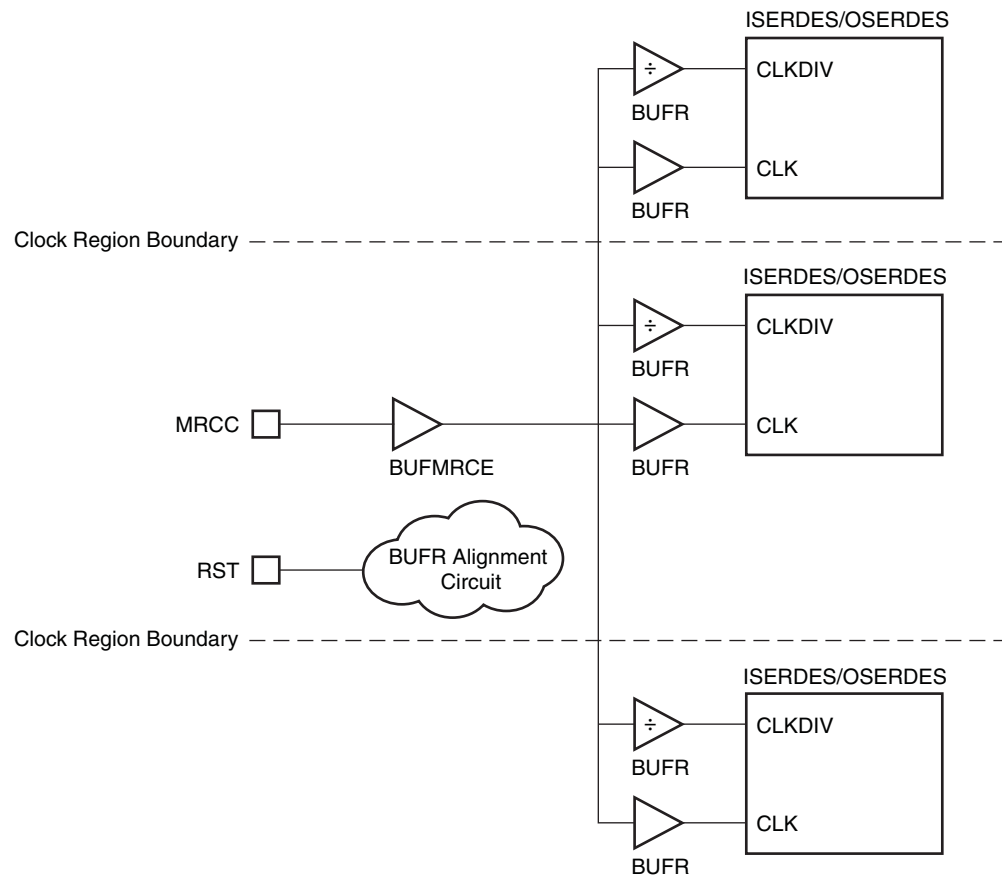 ISERDES/OSERDES
÷
CLKDIV
BUFR
CLK
BUFR
Clock Region Boundary
ISERDES/OSERDES
÷
CLKDIV
BUFR
MRCC
CLK
BUFMRCE
BUFR
BUFR Alignment
Circuit
RST
Clock Region Boundary
ISERDES/OSERDES
÷
CLKDIV
BUFR
CLK
BUFR